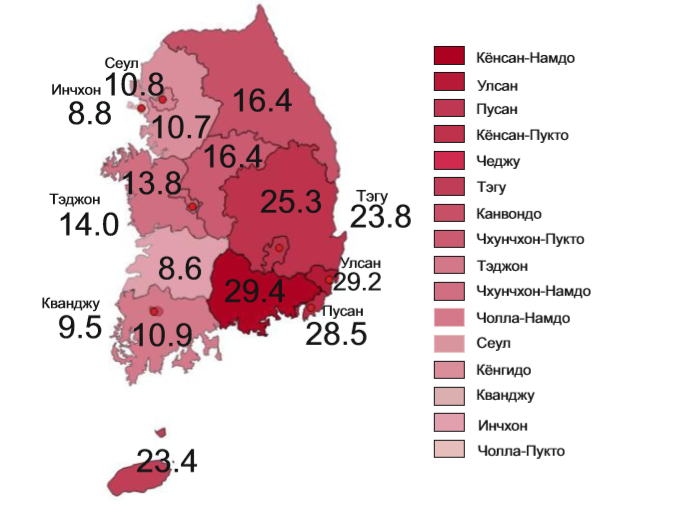 Сеул
10.8
Инчхон
8.8
10.7
16.4
16.4
13.8
Тэджон
14.0
25.3
Тэгу
23.8
8.6
Улсан
29.2
29.4
Кванджу
9.5
Пусан
28.5
10.9
23.4
Кёнсан-Намдо
Улсан
Пусан
Кёнсан-Пукто
Чеджу
Тэгу
Канвондо
Чхунчхон-Пукто
Тэджон
Чхунчхон-Намдо
Чолла-Намдо
Сеул
Кёнгидо
Кванджу
Инчхон
Чолла-Пукто